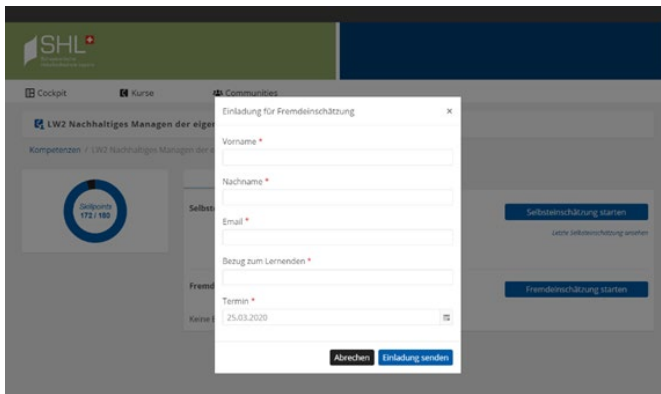 SHL
Cockpit Kurse Communities
LW2 Nachhaltiges Managen der eiger
Kompetenzen / LW2 Nachhaltiges Managen der e
Skillpoints
172 / 180
Selbst
Selbsteinschätzung starten
Letzte Selbsteinschätzung ansehen
Fremd
Fremdeinschätzung starten
Keine E
Einladung für Fremdeinschätzung ×
Vorname *
Nachname *
Email *
Bezug zum Lernenden *
Termin *
25.03.2020
Abrechen Einladung senden